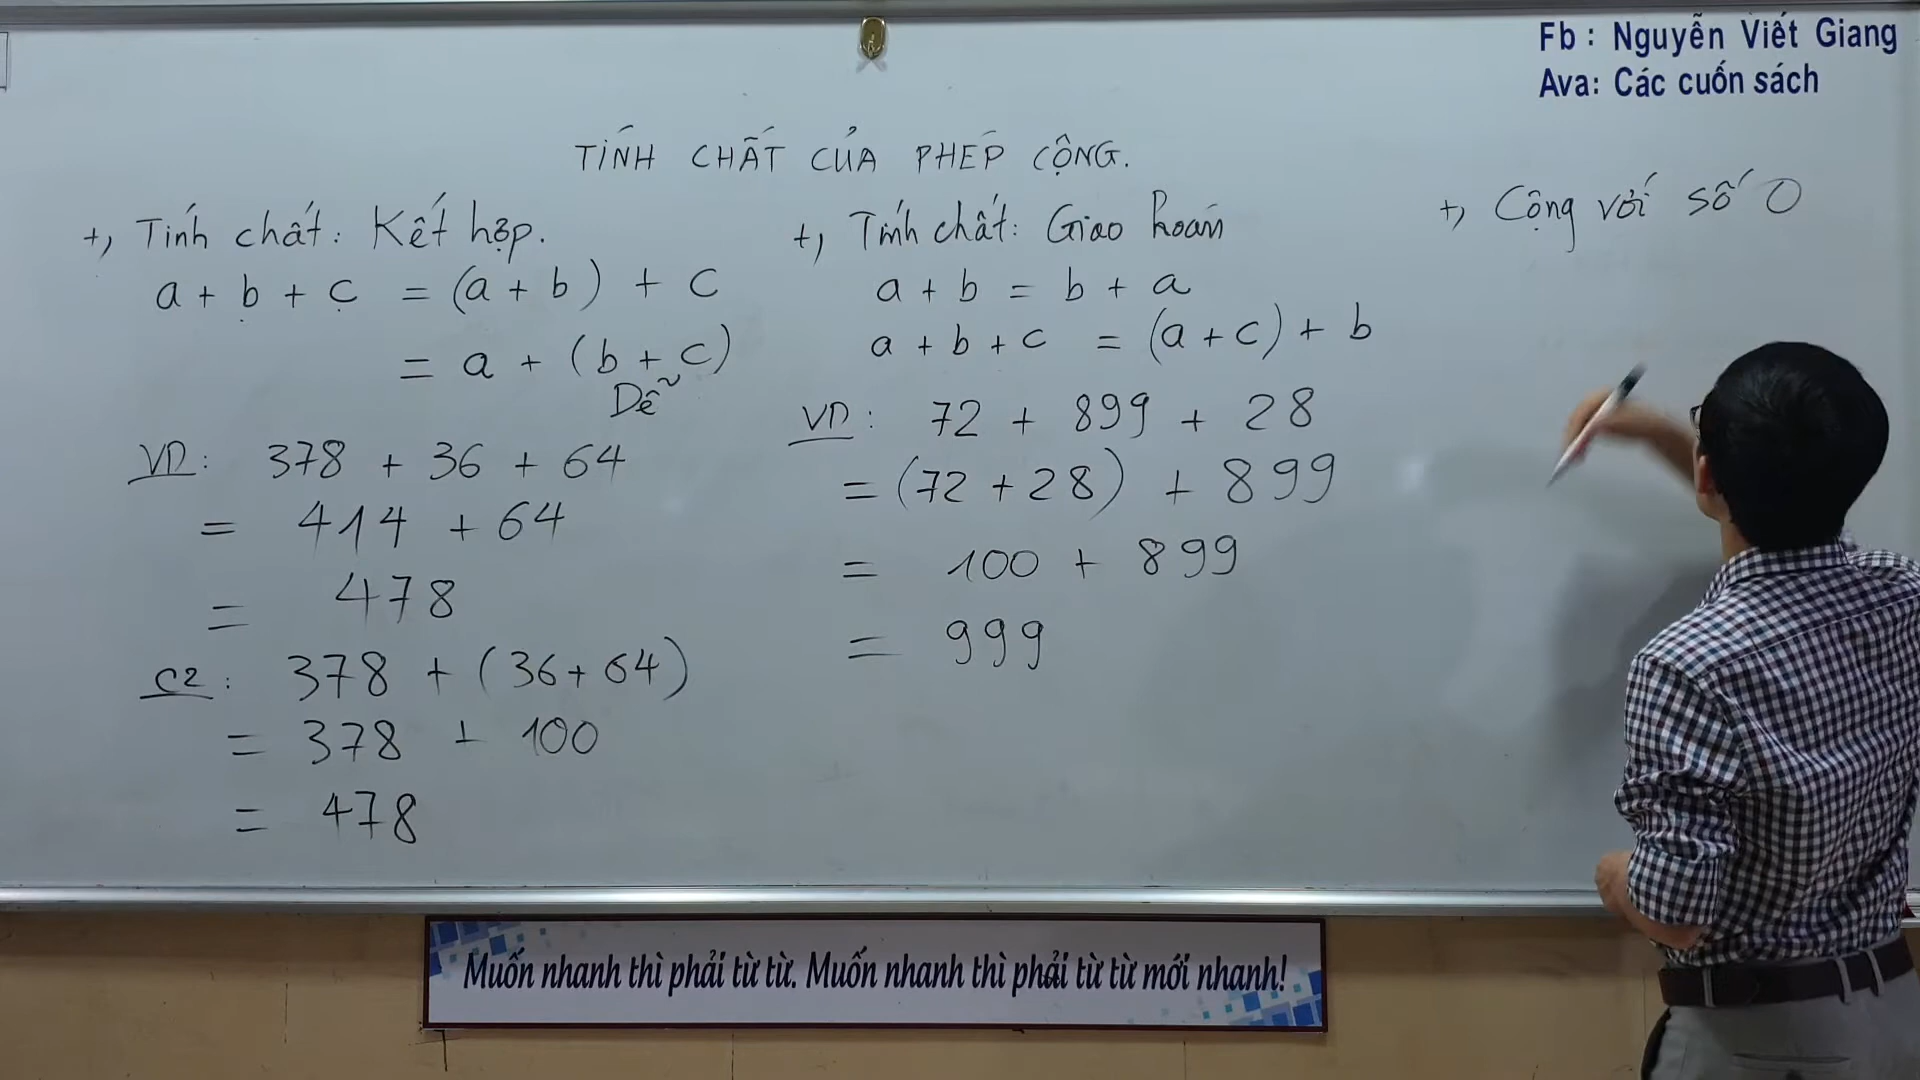 Fb : Nguyễn Viết Giang
Ava: Các cuốn sách
TÍNH CHẤT CỦA PHÉP CỘNG.
+, Tính chất: Kết hợp.
a + b + c = (a + b) + c
= a + (b + c)
Dễ
VD: 378 + 36 + 64
= 414 + 64
= 478
C2: 378 + (36 + 64)
= 378 + 100
= 478
+, Tính chất: Giao hoán
a + b = b + a
a + b + c = (a + c) + b
VD: 72 + 899 + 28
= (72 + 28) + 899
= 100 + 899
= 999
+, Cộng với số 0
Muốn nhanh thì phải từ từ. Muốn nhanh thì phải từ từ mới nhanh!